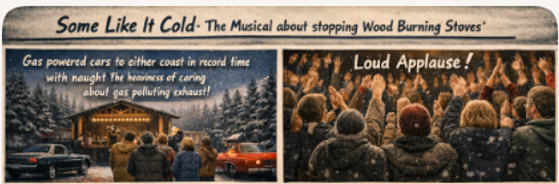 Some Like It Cold- The Musical about stopping Wood Burning Stoves'
Gas powered cars to either coast in record time
with naught The heaviness of caring
about gas polluting exhaust!
Loud Applause!